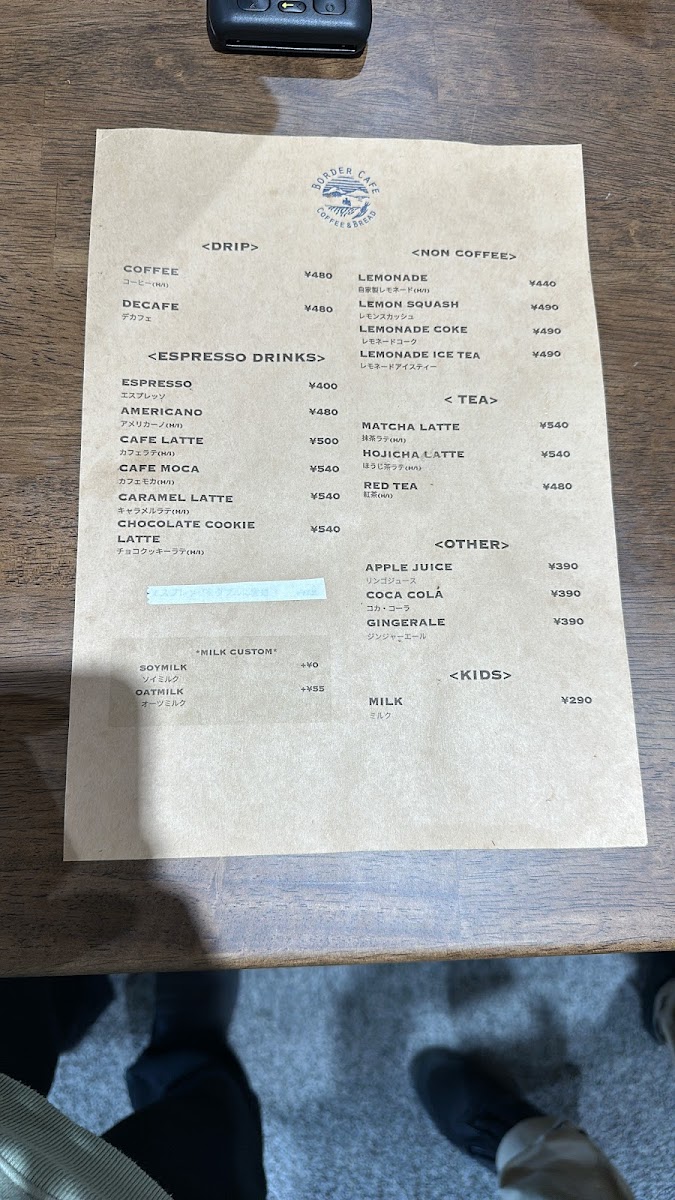 BORDER CAFE
COFFEE & BREAD
<DRIP>
COFFEE ¥480
コーヒー(H/I)
DECAFE ¥480
デカフェ
<ESPRESSO DRINKS>
ESPRESSO ¥400
エスプレッソ
AMERICANO ¥480
アメリカーノ(H/I)
CAFE LATTE ¥500
カフェラテ(H/I)
CAFE MOCA ¥540
カフェモカ(H/I)
CARAMEL LATTE ¥540
キャラメルラテ(H/I)
CHOCOLATE COOKIE
LATTE ¥540
チョコクッキーラテ(H/I)
*MILK CUSTOM*
SOYMILK +¥0
ソイミルク
OATMILK +¥55
オーツミルク
<NON COFFEE>
LEMONADE ¥440
自家製レモネード(H/I)
LEMON SQUASH ¥490
レモンスカッシュ
LEMONADE COKE ¥490
レモネードコーク
LEMONADE ICE TEA ¥490
レモネードアイスティー
< TEA>
MATCHA LATTE ¥540
抹茶ラテ(H/I)
HOJICHA LATTE ¥540
ほうじ茶ラテ(H/I)
RED TEA ¥480
紅茶(H/I)
<OTHER>
APPLE JUICE ¥390
リンゴジュース
COCA COLÁ ¥390
コカ・コーラ
GINGERALE ¥390
ジンジャーエール
<KIDS>
MILK ¥290
ミルク